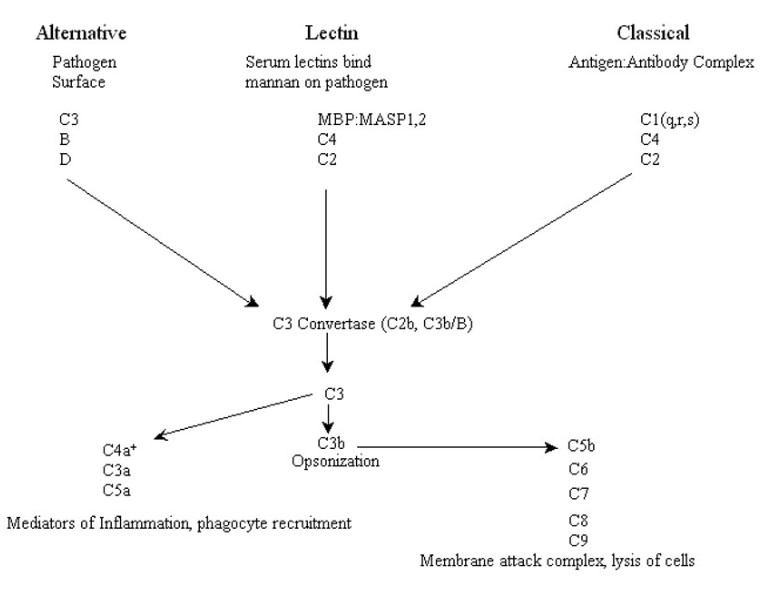 Alternative
Pathogen
Surface
C3
B
D
Lectin
Serum lectins bind
mannan on pathogen
MBP:MASP1,2
C4
C2
Classical
Antigen:Antibody Complex
C1(q,r,s)
C4
C2
C3 Convertase (C2b, C3b/B)
C3
C4a+
C3a
C5a
Mediators of Inflammation, phagocyte recruitment
C3b
Opsonization
C5b
C6
C7
C8
C9
Membrane attack complex, lysis of cells